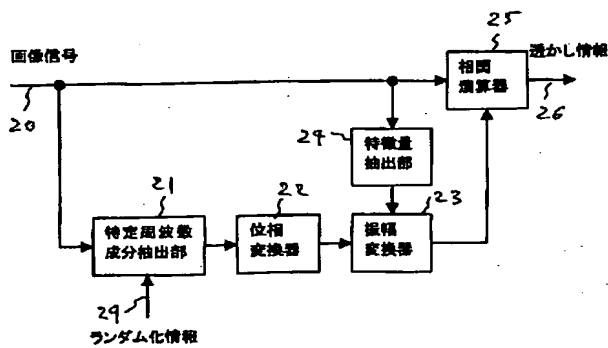 画像信号
20
25
相関
演算器
透かし情報
26
24
特徴量
抽出部
21
特定周波数
成分抽出部
22
位相
変換器
23
振幅
変換器
29
ランダム化情報